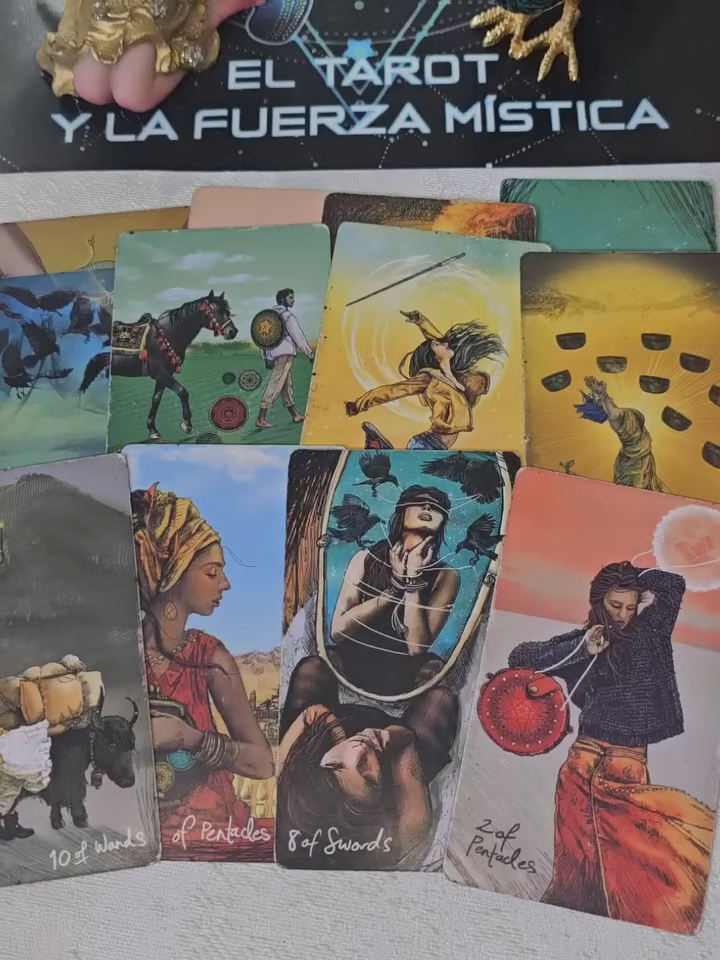 EL TAROT
Y LA FUERZA MÍSTICA
10 of Wands
of Pentacles
8 of Swords
2 of
Pentacles